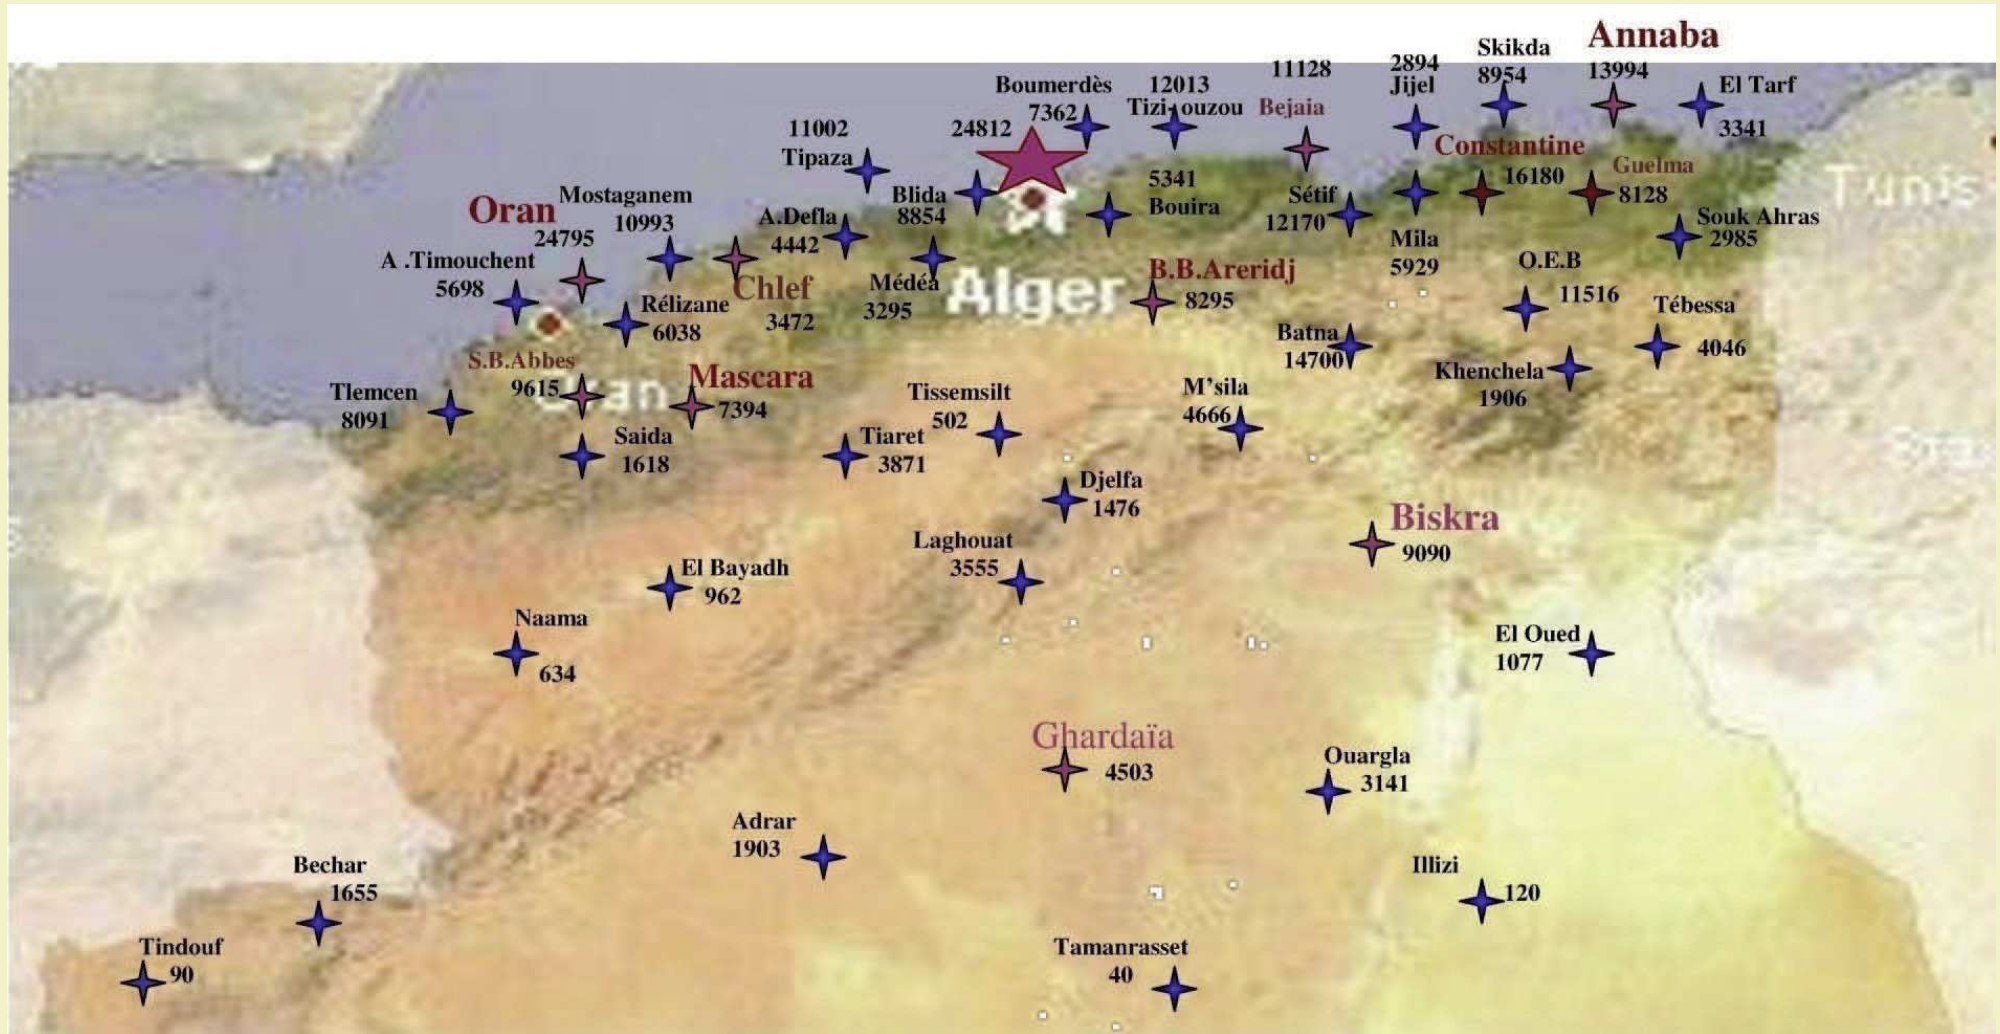 Annaba
13994
Skikda
8954
2894
Jijel
11128
Bejaia
El Tarf
3341
Boumerdès
7362
12013
Tizi-ouzou
24812
11002
Tipaza
Constantine
16180
Guelma
8128
Tunis
Oran
24795
Mostaganem
10993
A.Defla
4442
Blida
8854
5341
Bouira
Sétif
12170
Mila
5929
Souk Ahras
2985
A .Timouchent
5698
Rélizane
6038
Chlef
3472
Médéa
3295
Alger
B.B.Areridj
8295
O.E.B
11516
Tébessa
4046
S.B.Abbes
9615
Oran
Mascara
7394
Batna
14700
Khenchela
1906
Tlemcen
8091
Tissemsilt
502
M'sila
4666
Saida
1618
Tiaret
3871
Djelfa
1476
Biskra
9090
Laghouat
3555
El Bayadh
962
Naama
634
El Oued
1077
Ghardaïa
4503
Ouargla
3141
Adrar
1903
Bechar
1655
Illizi
120
Tindouf
90
Tamanrasset
40